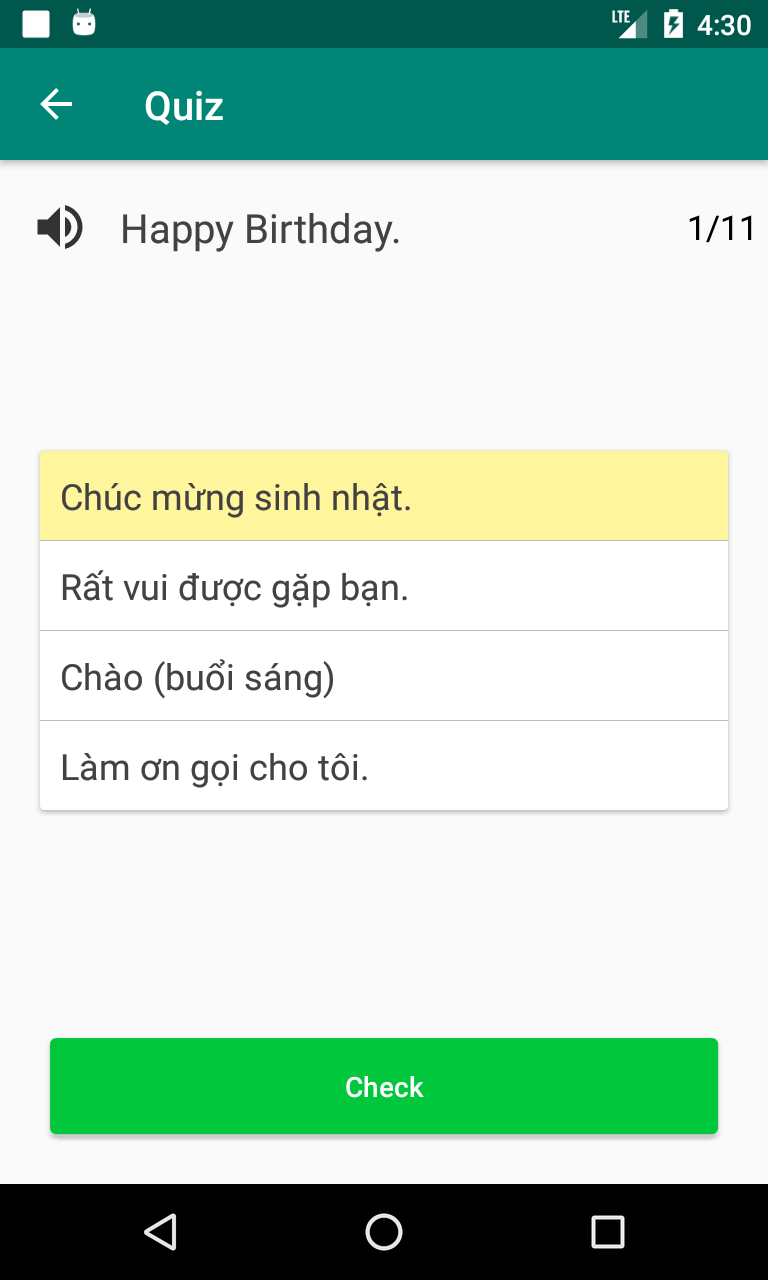 LTE 4:30
Quiz
Happy Birthday. 1/11
Chúc mừng sinh nhật.
Rất vui được gặp bạn.
Chào (buổi sáng)
Làm ơn gọi cho tôi.
Check